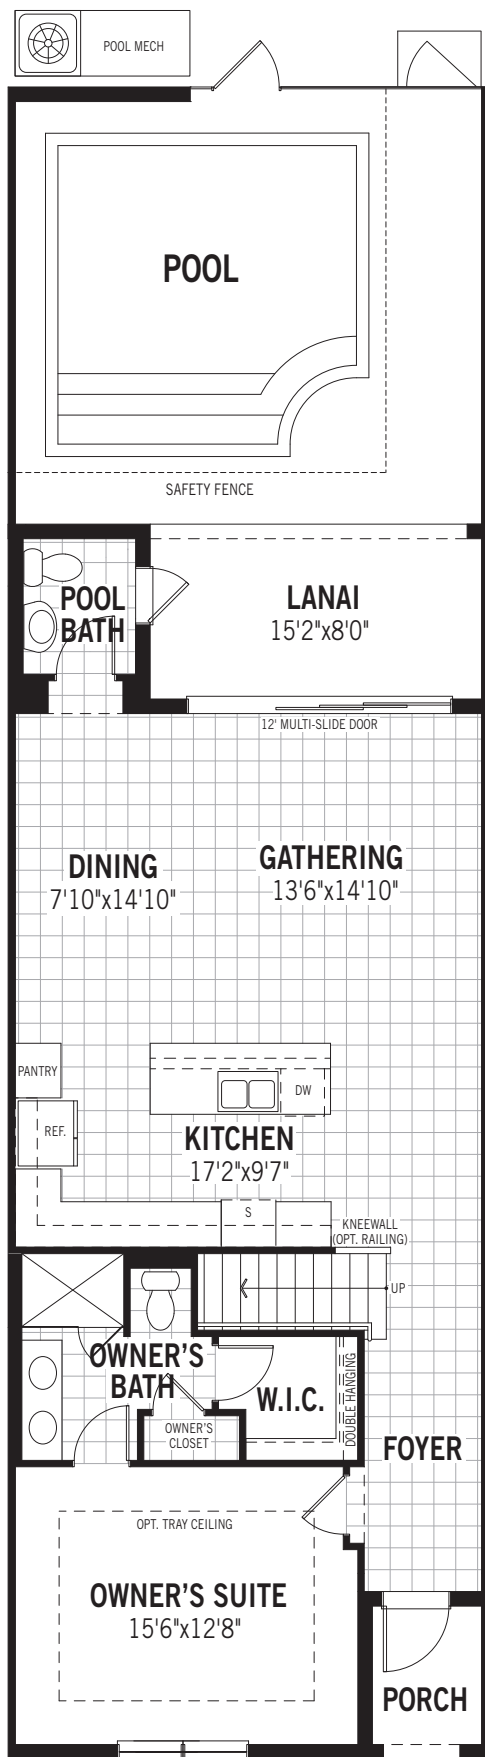 POOL MECH
POOL
SAFETY FENCE
POOL
BATH
LANAI
15'2"x8'0"
12' MULTI-SLIDE DOOR
DINING
7'10"x14'10"
GATHERING
13'6"x14'10"
PANTRY
REF.
DW
KITCHEN
17'2"x9'7"
S
KNEEWALL
(OPT. RAILING)
UP
OWNER'S
BATH
W.I.C.
DOUBLE HANGING
OWNER'S
CLOSET
FOYER
OPT. TRAY CEILING
OWNER'S SUITE
15'6"x12'8"
PORCH